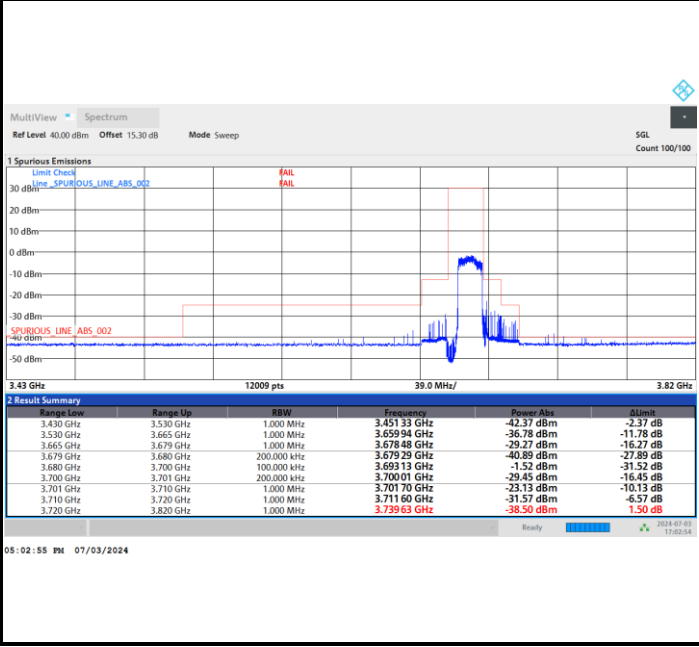 MultiView Spectrum
Ref Level 40.00 dBm Offset 15.30 dB Mode Sweep SGL
Count 100/100
1 Spurious Emissions
Limit Check FAIL
Line _SPURIOUS_LINE_ABS_002 FAIL
30 dBm
20 dBm
10 dBm
0 dBm
-10 dBm
-20 dBm
-30 dBm
_SPURIOUS_LINE_ABS_002
-40 dBm
-50 dBm
3.43 GHz 12009 pts 39.0 MHz/ 3.82 GHz
2 Result Summary
Range Low Range Up RBW Frequency Power Abs ΔLimit
3.430 GHz 3.530 GHz 1.000 MHz 3.451 33 GHz -42.37 dBm -2.37 dB
3.530 GHz 3.665 GHz 1.000 MHz 3.659 94 GHz -36.78 dBm -11.78 dB
3.665 GHz 3.679 GHz 1.000 MHz 3.678 48 GHz -29.27 dBm -16.27 dB
3.679 GHz 3.680 GHz 200.000 kHz 3.679 29 GHz -40.89 dBm -27.89 dB
3.680 GHz 3.700 GHz 100.000 kHz 3.693 13 GHz -1.52 dBm -31.52 dB
3.700 GHz 3.701 GHz 200.000 kHz 3.700 01 GHz -29.45 dBm -16.45 dB
3.701 GHz 3.710 GHz 1.000 MHz 3.701 70 GHz -23.13 dBm -10.13 dB
3.710 GHz 3.720 GHz 1.000 MHz 3.711 60 GHz -31.57 dBm -6.57 dB
3.720 GHz 3.820 GHz 1.000 MHz 3.739 63 GHz -38.50 dBm 1.50 dB
Ready 2024-07-03
17:02:54
05:02:55 PM 07/03/2024